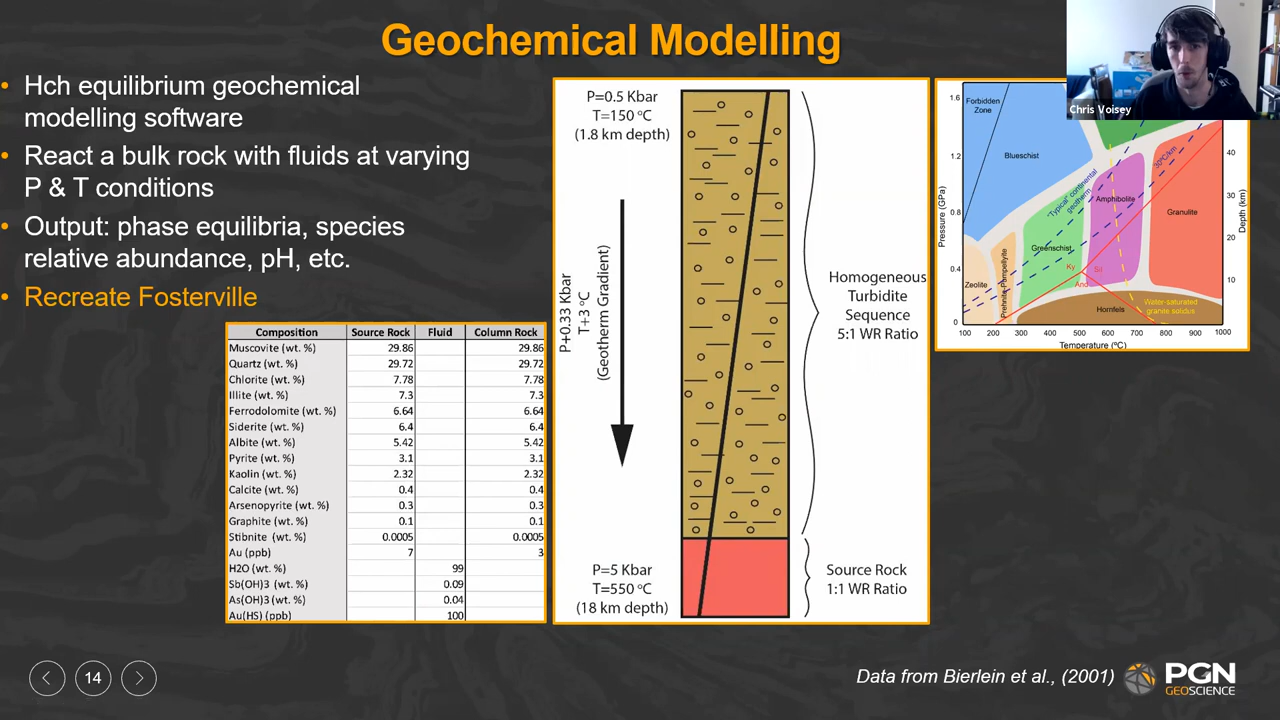 Geochemical Modelling
• Hch equilibrium geochemical
modelling software
• React a bulk rock with fluids at varying
P & T conditions
• Output: phase equilibria, species
relative abundance, pH, etc.
• Recreate Fosterville
Composition Source Rock Fluid Column Rock
Muscovite (wt. %) 29.86 29.86
Quartz (wt. %) 29.72 29.72
Chlorite (wt. %) 7.78 7.78
Illite (wt. %) 7.3 7.3
Ferrodolomite (wt. %) 6.64 6.64
Siderite (wt. %) 6.4 6.4
Albite (wt. %) 5.42 5.42
Pyrite (wt. %) 3.1 3.1
Kaolin (wt. %) 2.32 2.32
Calcite (wt. %) 0.4 0.4
Arsenopyrite (wt. %) 0.3 0.3
Graphite (wt. %) 0.1 0.1
Stibnite (wt. %) 0.0005 0.0005
Au (ppb) 7 3
H2O (wt. %) 99
Sb(OH)3 (wt. %) 0.09
As(OH)3 (wt. %) 0.04
Au(HS) (ppb) 100
P=0.5 Kbar
T=150 °C
(1.8 km depth)
P+0.33 Kbar
T+3 °C
(Geotherm Gradient)
P=5 Kbar
T=550 °C
(18 km depth)
Homogeneous
Turbidite
Sequence
5:1 WR Ratio
Source Rock
1:1 WR Ratio
Chris Voisey
Pressure (GPa)
1.6
1.2
0.8
0.4
0
Forbidden
Zone
Blueschist
"Typical" continental
geotherm
30°C/km
Amphibolite
Granulite
Greenschist
Ky
Sil
And
Zeolite
Prehnite-Pumpellyite
Hornfels
Water-saturated
granite solidus
40
30
20
10
Depth (km)
100 200 300 400 500 600 700 800 900 1000
Temperature (°C)
14
Data from Bierlein et al., (2001)
PGN
GEOSCIENCE